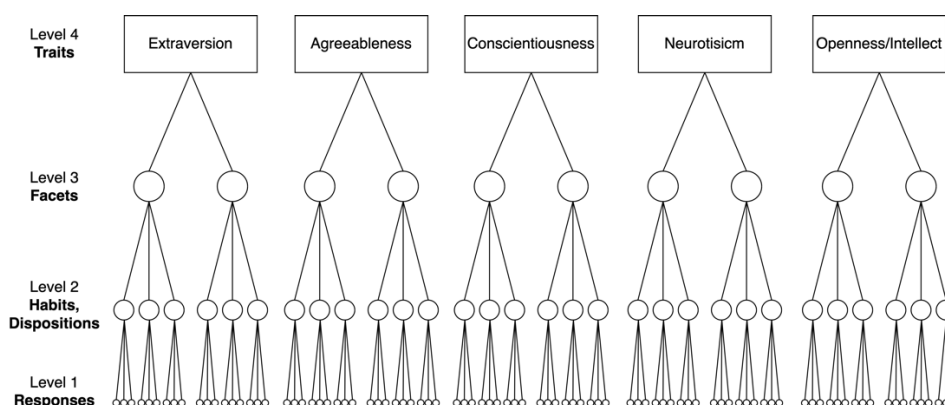 Level 4
Traits
Extraversion
Agreeableness
Conscientiousness
Neurotisicm
Openness/Intellect
Level 3
Facets
Level 2
Habits,
Dispositions
Level 1
Responses